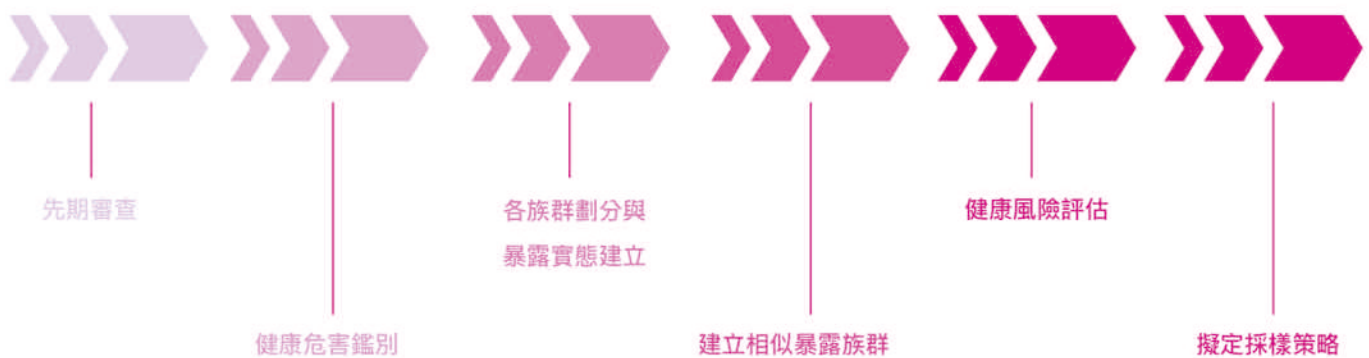 先期審查
健康危害鑑別
各族群劃分與
暴露實態建立
建立相似暴露族群
健康風險評估
擬定採樣策略